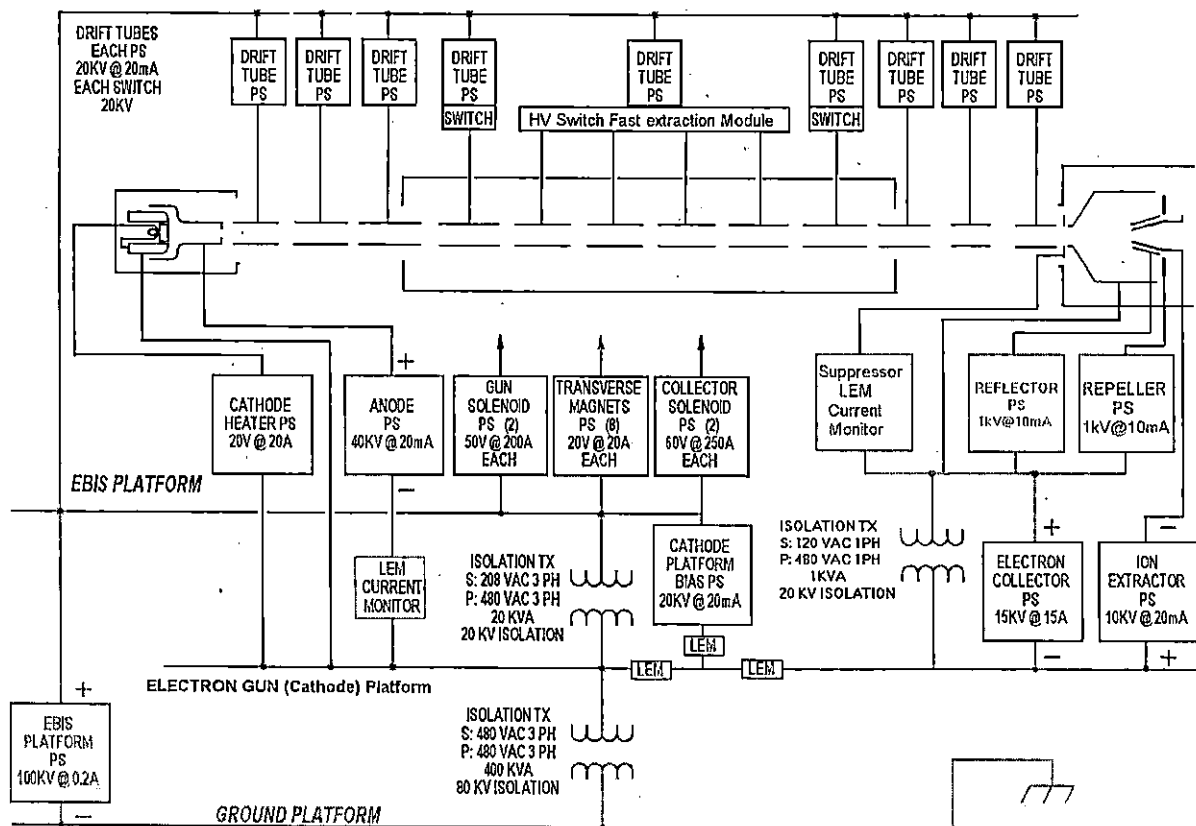 DRIFT TUBES
EACH PS
20KV @ 20mA
EACH SWITCH
20KV
DRIFT
TUBE
PS
DRIFT
TUBE
PS
DRIFT
TUBE
PS
DRIFT
TUBE
PS
SWITCH
DRIFT
TUBE
PS
HV Switch Fast extraction Module
DRIFT
TUBE
PS
SWITCH
DRIFT
TUBE
PS
DRIFT
TUBE
PS
DRIFT
TUBE
PS
CATHODE
HEATER PS
20V @ 20A
+
ANODE PS
40KV @ 20mA
−
GUN
SOLENOID
PS (2)
50V @ 200A
EACH
TRANSVERSE
MAGNETS
PS (8)
20V @ 20A
EACH
COLLECTOR
SOLENOID
PS (2)
60V @ 250A
EACH
Suppressor
LEM
Current
Monitor
REFLECTOR
PS
1kV@10mA
REPELLER
PS
1kV@10mA
EBIS PLATFORM
LEM
CURRENT
MONITOR
ISOLATION TX
S: 208 VAC 3 PH
P: 480 VAC 3 PH
20 KVA
20 KV ISOLATION
CATHODE
PLATFORM
BIAS PS
20KV @ 20mA
LEM
LEM
LEM
ISOLATION TX
S: 120 VAC 1PH
P: 480 VAC 1PH
1KVA
20 KV ISOLATION
+
ELECTRON
COLLECTOR
PS
15KV @ 15A
−
−
ION
EXTRACTOR
PS
10KV @ 20mA
+
ELECTRON GUN (Cathode) Platform
+
EBIS
PLATFORM
PS
100KV @ 0.2A
−
ISOLATION TX
S: 480 VAC 3 PH
P: 480 VAC 3 PH
400 KVA
80 KV ISOLATION
GROUND PLATFORM